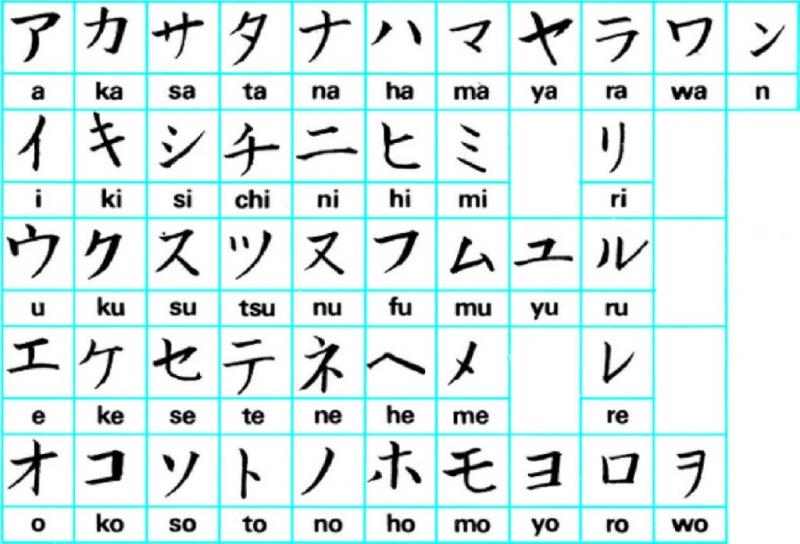 ア カ サ タ ナ ハ マ ヤ ラ ワ ン
a ka sa ta na ha ma ya ra wa n
イ キ シ チ ニ ヒ ミ リ
i ki si chi ni hi mi ri
ウ ク ス ツ ヌ フ ム ユ ル
u ku su tsu nu fu mu yu ru
エ ケ セ テ ネ ヘ メ レ
e ke se te ne he me re
オ コ ソ ト ノ ホ モ ヨ ロ ヲ
o ko so to no ho mo yo ro wo